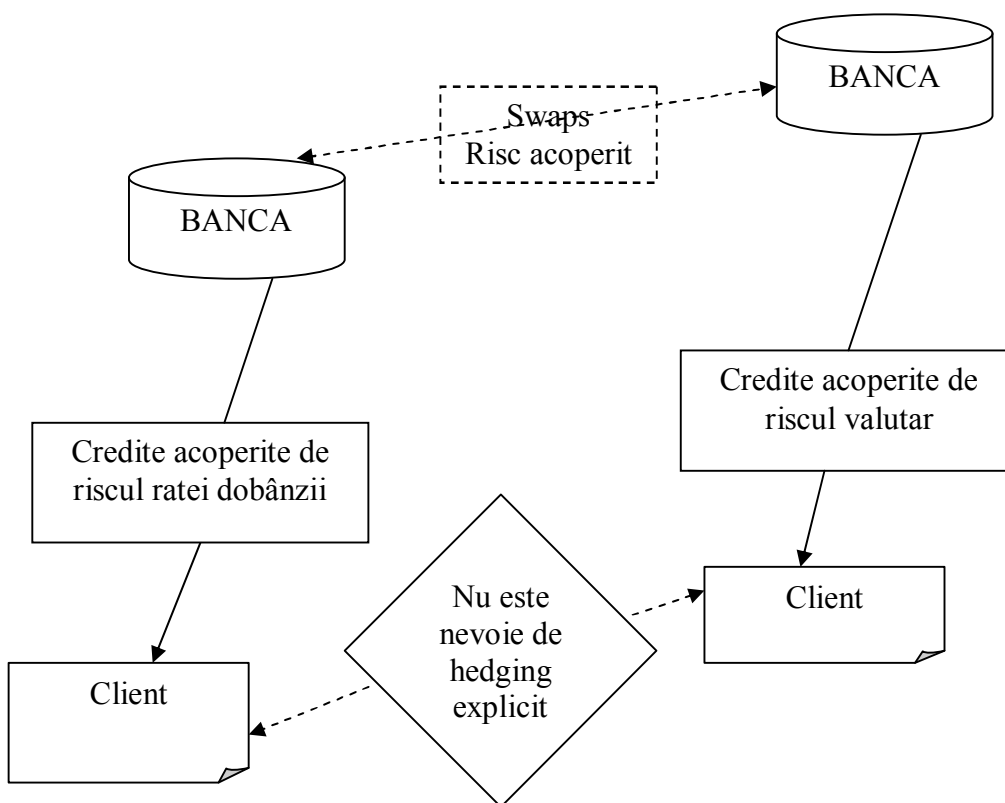 BANCA
Swaps
Risc acoperit
BANCA
Credite acoperite de
riscul valutar
Credite acoperite de
riscul ratei dobânzii
Nu este
nevoie de
hedging
explicit
Client
Client